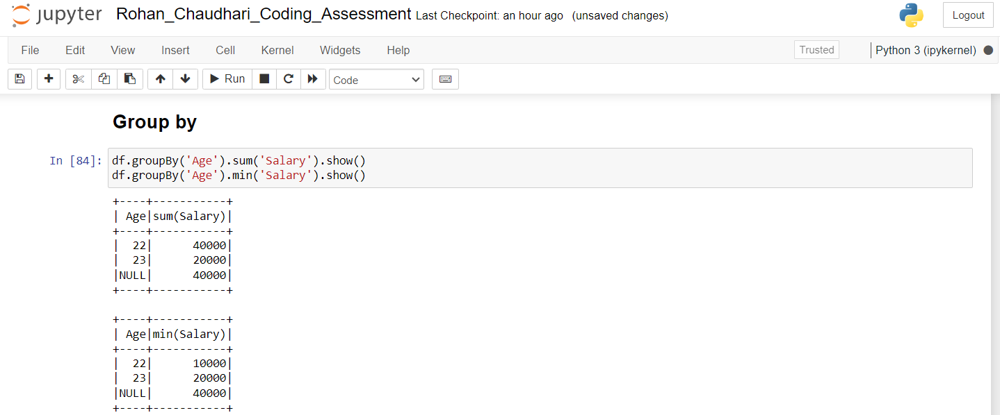 jupyter Rohan_Chaudhari_Coding_Assessment Last Checkpoint: an hour ago (unsaved changes) Logout
File Edit View Insert Cell Kernel Widgets Help Trusted Python 3 (ipykernel)
Run Code
Group by
In [84]: df.groupBy('Age').sum('Salary').show()
df.groupBy('Age').min('Salary').show()
+----+-----------+
| Age|sum(Salary)|
+----+-----------+
|  22|      40000|
|  23|      20000|
|NULL|      40000|
+----+-----------+
+----+-----------+
| Age|min(Salary)|
+----+-----------+
|  22|      10000|
|  23|      20000|
|NULL|      40000|
+----+-----------+